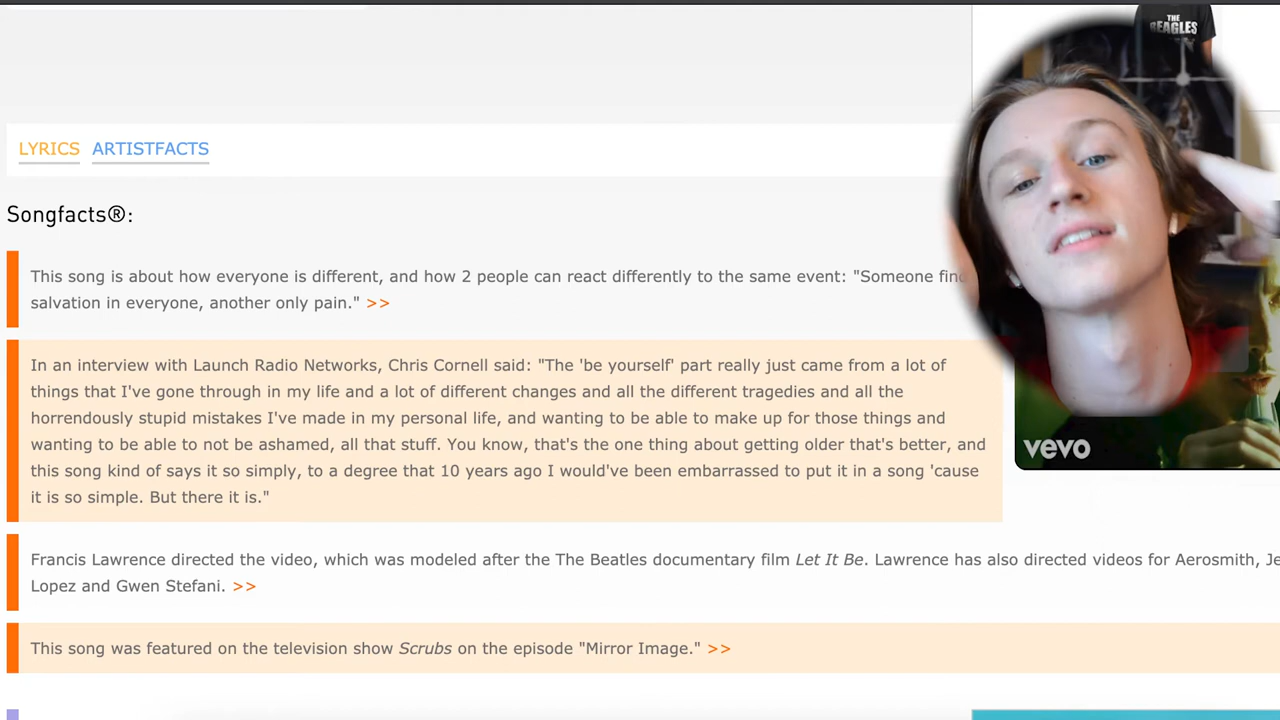 THE
BEAGLES
LYRICS ARTISTFACTS
Songfacts®:
This song is about how everyone is different, and how 2 people can react differently to the same event: "Someone
salvation in everyone, another only pain." >>
In an interview with Launch Radio Networks, Chris Cornell said: "The 'be yourself' part really just came from a lot of
things that I've gone through in my life and a lot of different changes and all the different tragedies and all the
horrendously stupid mistakes I've made in my personal life, and wanting to be able to make up for those things and
wanting to be able to not be ashamed, all that stuff. You know, that's the one thing about getting older that's better, and
this song kind of says it so simply, to a degree that 10 years ago I would've been embarrassed to put it in a song 'cause
it is so simple. But there it is."
vevo
Francis Lawrence directed the video, which was modeled after the The Beatles documentary film Let It Be. Lawrence has also directed videos for Aerosmith,
Lopez and Gwen Stefani. >>
This song was featured on the television show Scrubs on the episode "Mirror Image." >>